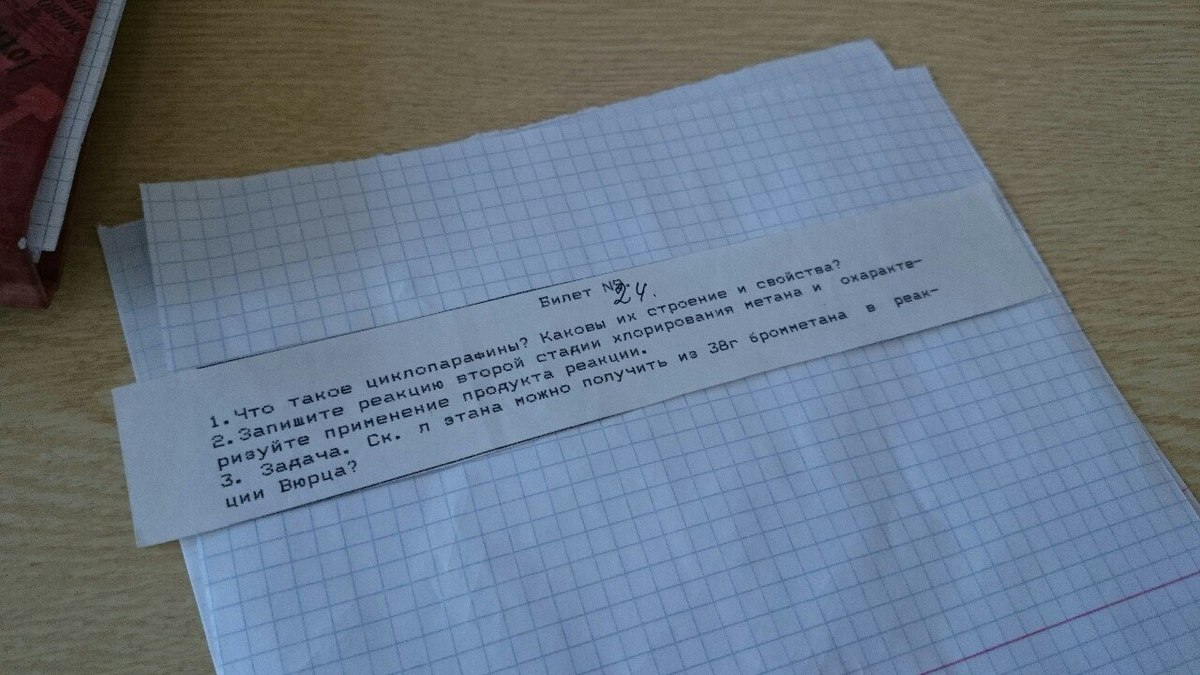 Билет №24.
1. Что такое циклопарафины? Каковы их строение и свойства?
2. Запишите реакцию второй стадии хлорирования метана и охаракте-
ризуйте применение продукта реакции.
3. Задача. Ск. л этана можно получить из 38г бромметана в реак-
ции Вюрца?